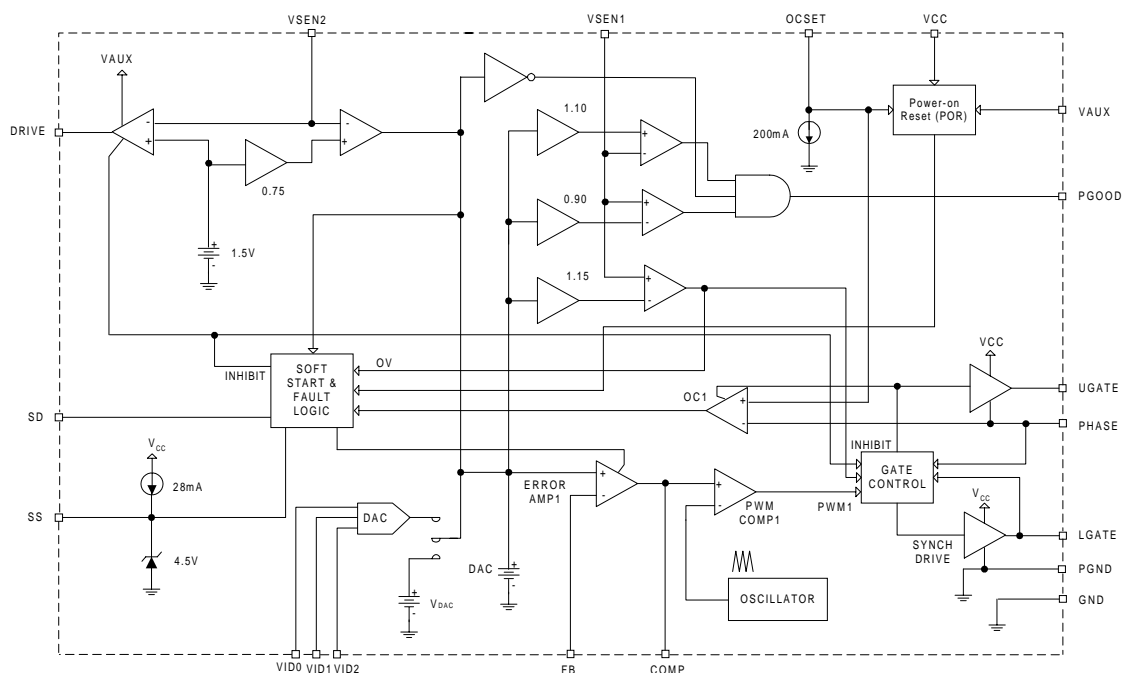 VSEN2
VSEN1
OCSET
VCC
VAUX
DRIVE
-
+
-
+
0.75
+
-
1.5V
1.10
+
-
0.90
+
-
1.15
+
-
200mA
Power-on
Reset (POR)
VAUX
PGOOD
INHIBIT
SOFT
START &
FAULT
LOGIC
OV
OC1
+
-
VCC
UGATE
PHASE
SD
VCC
28mA
SS
4.5V
DAC
+
-
VDAC
DAC
+
-
ERROR
AMP1
+
-
+
-
PWM
COMP1
PWM1
INHIBIT
GATE
CONTROL
VCC
SYNCH
DRIVE
LGATE
PGND
GND
OSCILLATOR
VID0
VID1
VID2
FB
COMP